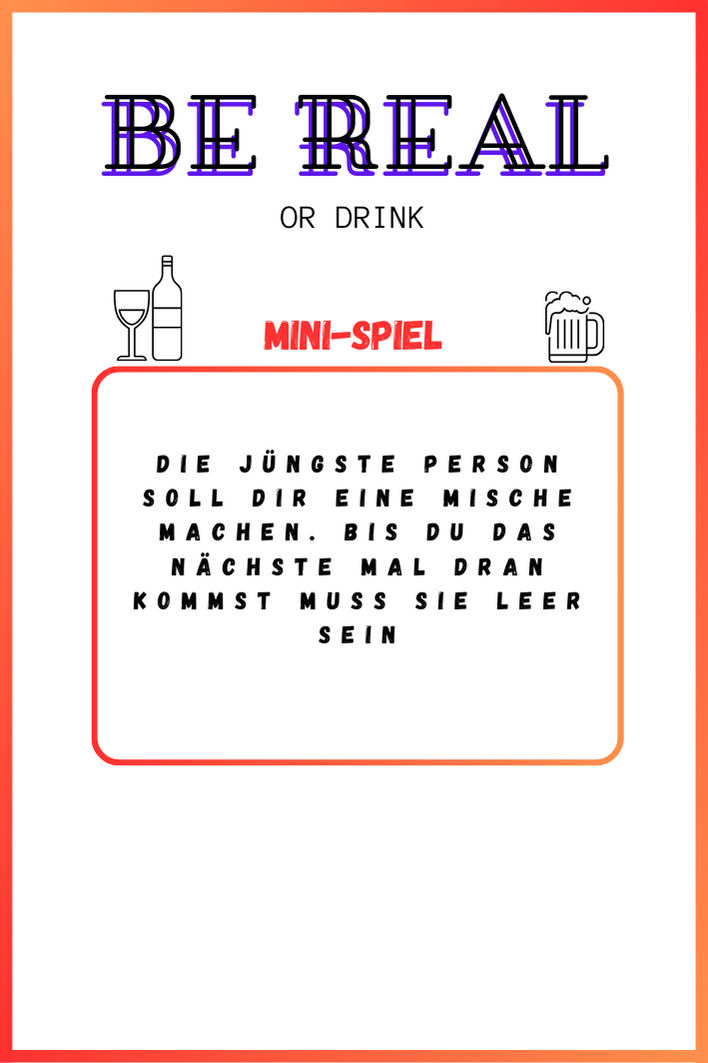 BE REAL
OR DRINK
MINI-SPIEL
DIE JÜNGSTE PERSON
SOLL DIR EINE MISCHE
MACHEN. BIS DU DAS
NÄCHSTE MAL DRAN
KOMMST MUSS SIE LEER
SEIN